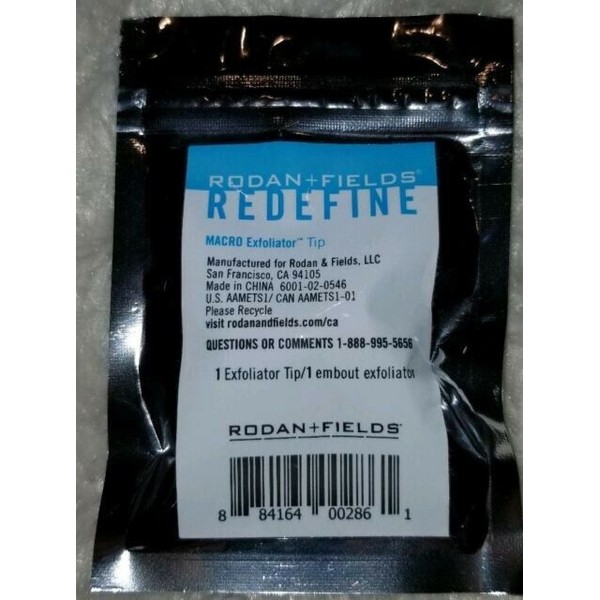 RODAN+FIELDS®
REDEFINE
MACRO Exfoliator™ Tip
Manufactured for Rodan & Fields, LLC
San Francisco, CA 94105
Made in CHINA 6001-02-0546
U.S. AAMETS1/ CAN AAMETS1-01
Please Recycle
visit rodanandfields.com/ca
QUESTIONS OR COMMENTS 1-888-995-5656
1 Exfoliator Tip/1 embout exfoliator
RODAN+FIELDS®
8 84164 00286 1